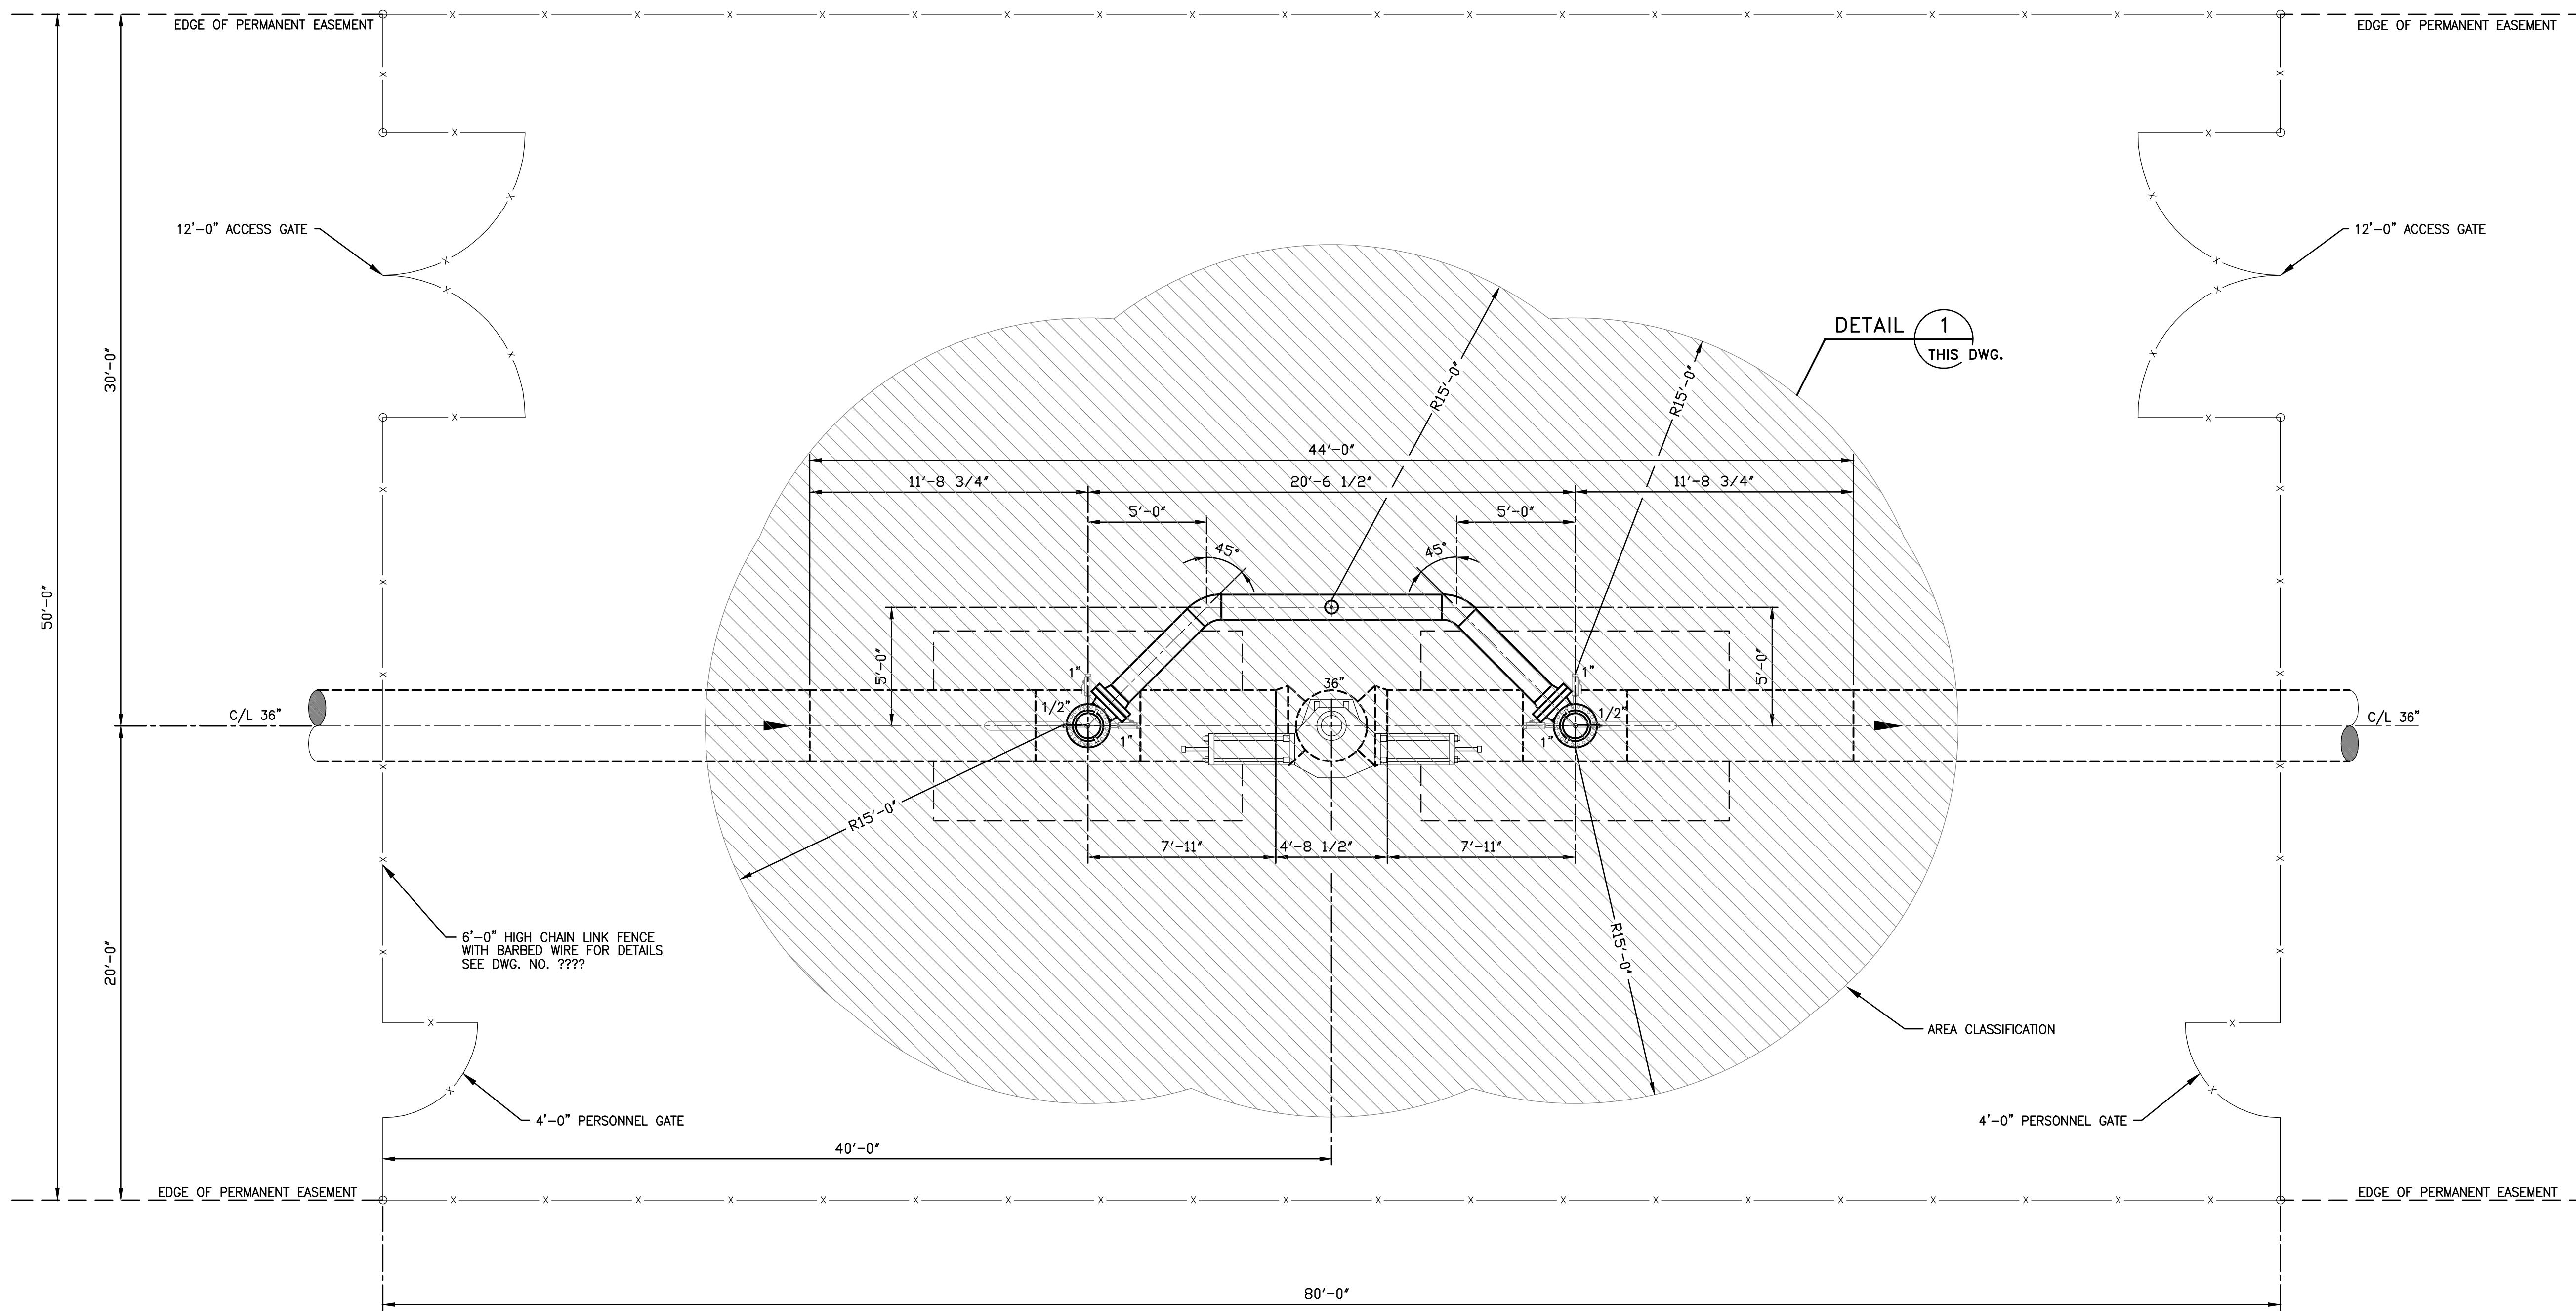 EDGE OF PERMANENT EASEMENT
EDGE OF PERMANENT EASEMENT
12'-0" ACCESS GATE
12'-0" ACCESS GATE
DETAIL 1
THIS DWG.
30'-0"
50'-0"
20'-0"
R15'-0"
R15'-0"
44'-0"
11'-8 3/4"
20'-6 1/2"
11'-8 3/4"
5'-0"
5'-0"
45°
45°
5'-0"
5'-0"
1"
36"
1"
C/L 36"
1/2"
1/2"
C/L 36"
1"
1"
R15'-0"
7'-11"
4'-8 1/2"
7'-11"
R15'-0"
6'-0" HIGH CHAIN LINK FENCE
WITH BARBED WIRE FOR DETAILS
SEE DWG. NO. ????
AREA CLASSIFICATION
4'-0" PERSONNEL GATE
4'-0" PERSONNEL GATE
40'-0"
EDGE OF PERMANENT EASEMENT
EDGE OF PERMANENT EASEMENT
80'-0"